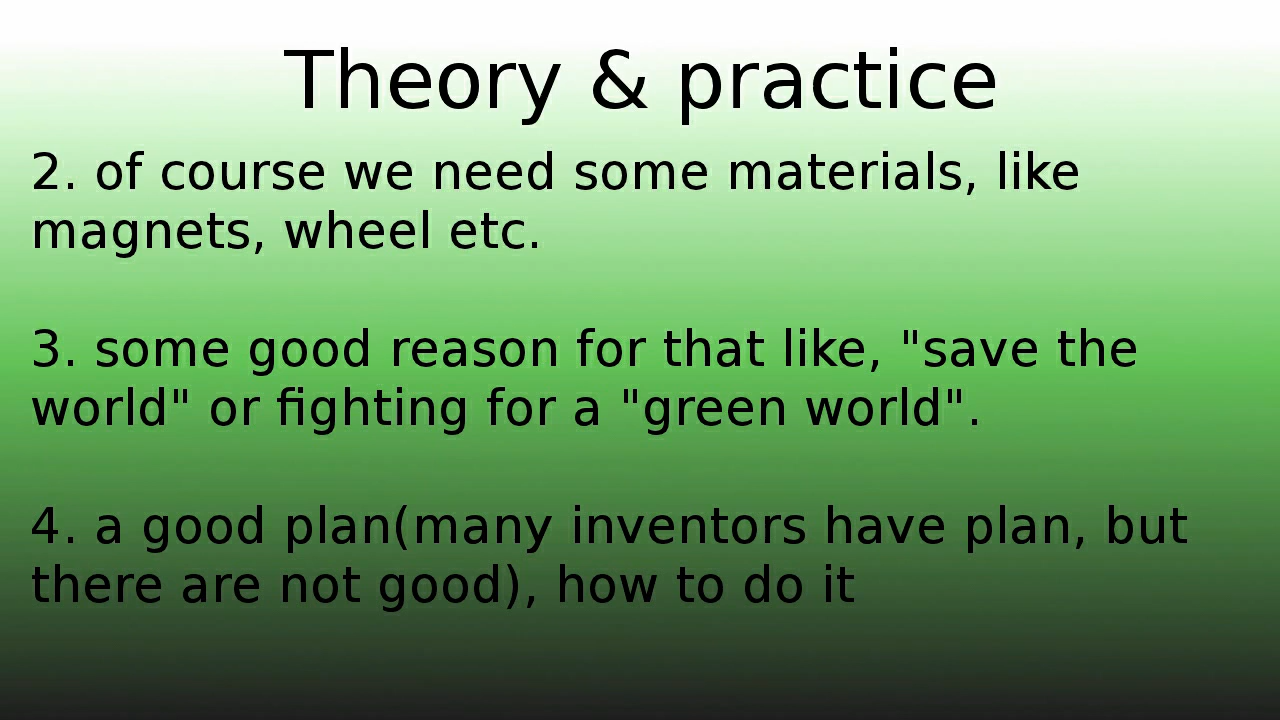 Theory & practice
2. of course we need some materials, like
magnets, wheel etc.
3. some good reason for that like, "save the
world" or fighting for a "green world".
4. a good plan(many inventors have plan, but
there are not good), how to do it